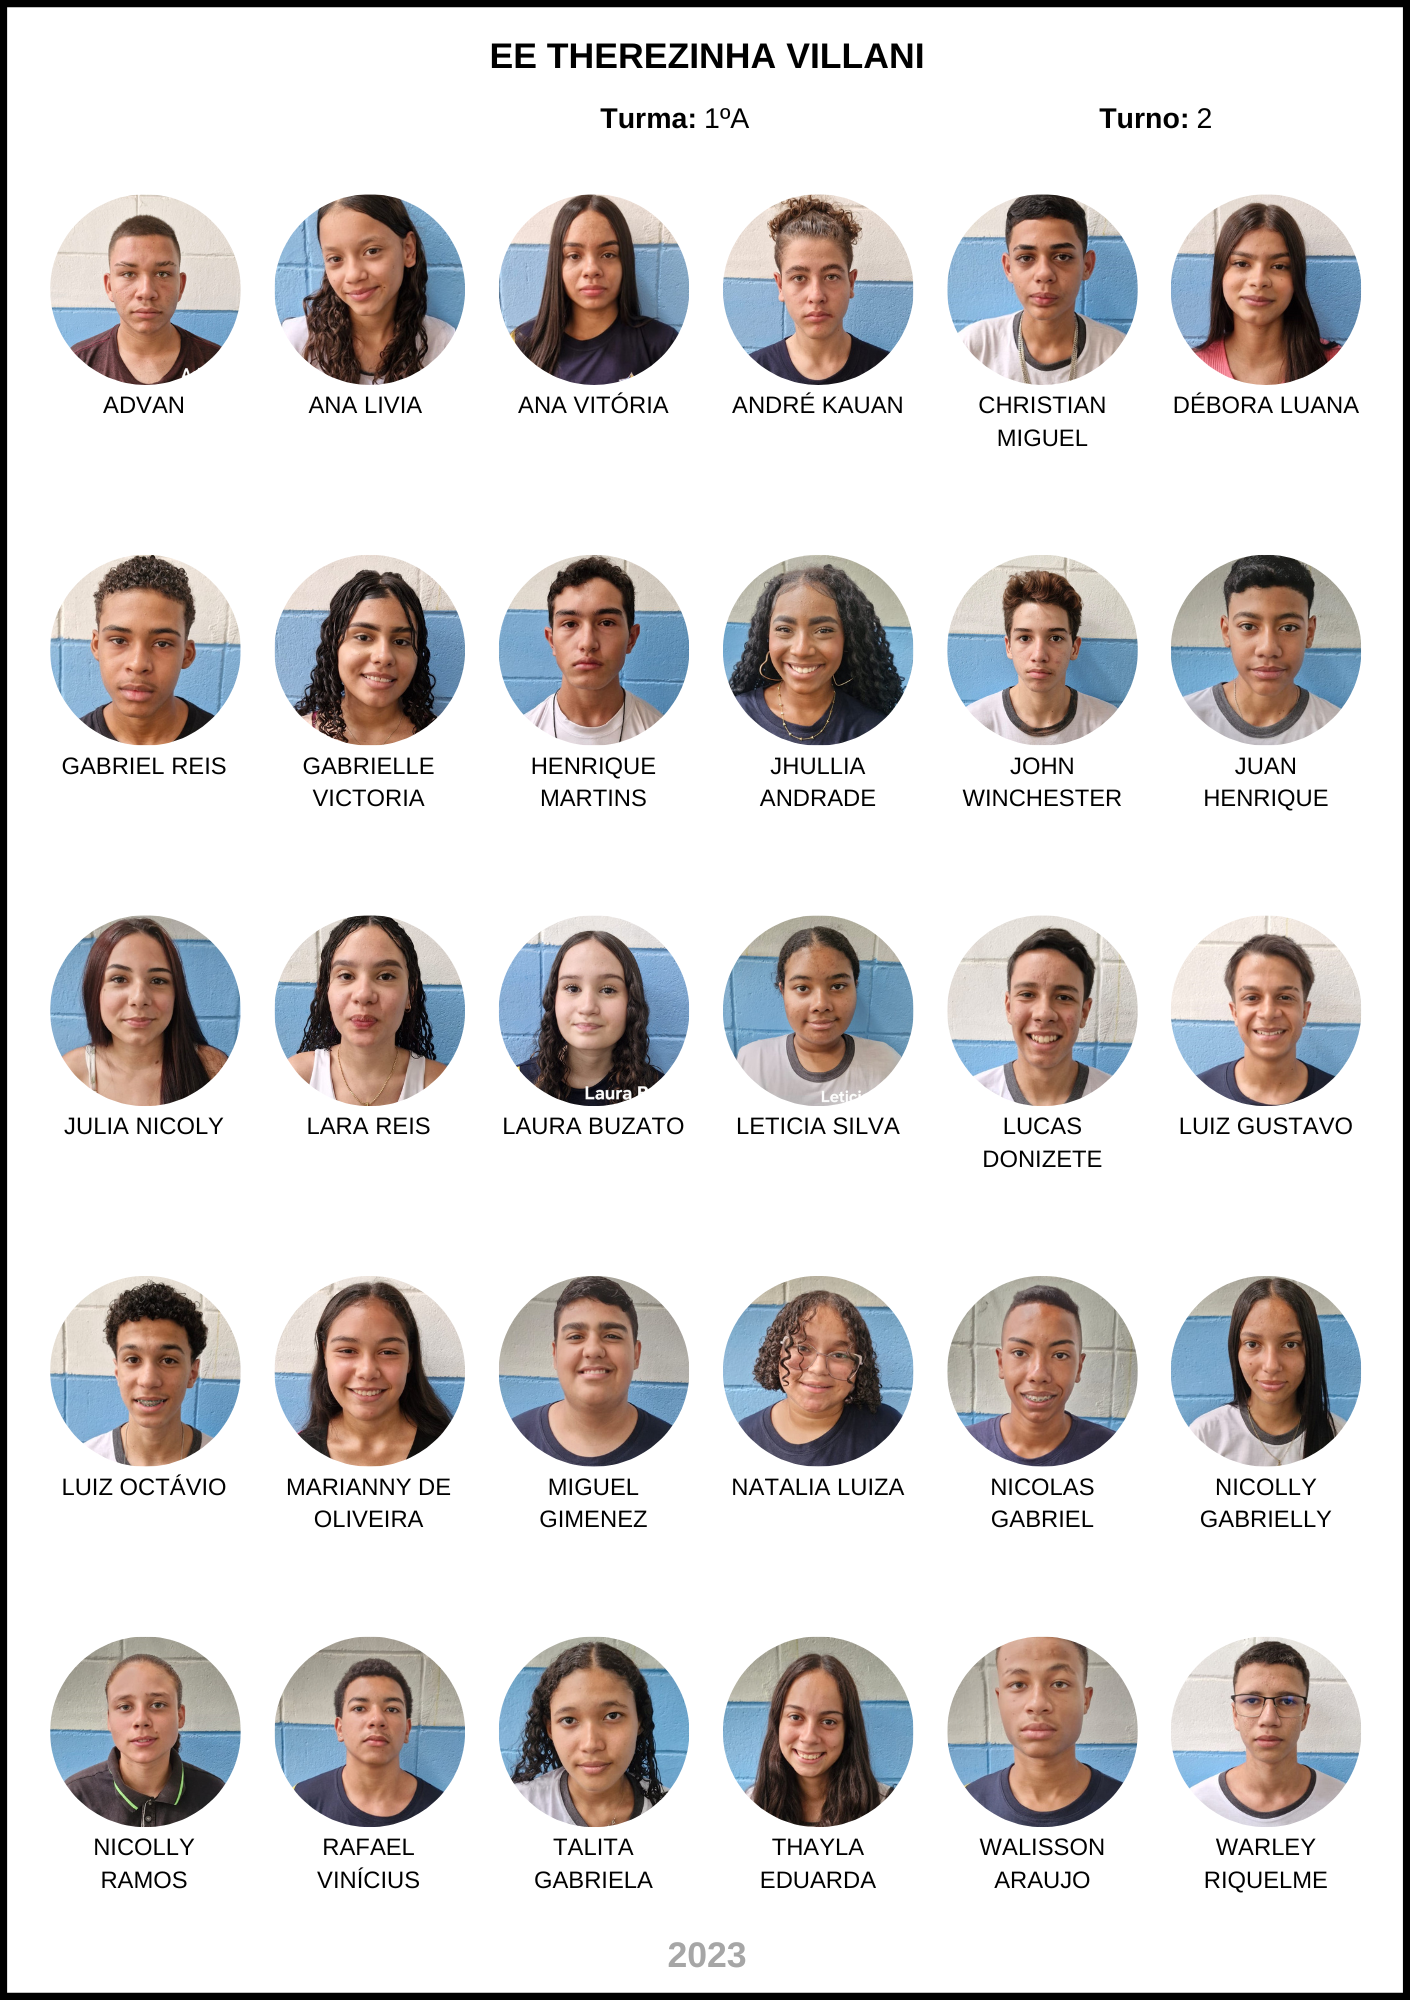 EE THEREZINHA VILLANI
Turma: 1ºA Turno: 2
ADVAN ANA LIVIA ANA VITÓRIA ANDRÉ KAUAN CHRISTIAN MIGUEL DÉBORA LUANA
GABRIEL REIS GABRIELLE VICTORIA HENRIQUE MARTINS JHULLIA ANDRADE JOHN WINCHESTER JUAN HENRIQUE
Laura Letici
JULIA NICOLY LARA REIS LAURA BUZATO LETICIA SILVA LUCAS DONIZETE LUIZ GUSTAVO
LUIZ OCTÁVIO MARIANNY DE OLIVEIRA MIGUEL GIMENEZ NATALIA LUIZA NICOLAS GABRIEL NICOLLY GABRIELLY
NICOLLY RAMOS RAFAEL VINÍCIUS TALITA GABRIELA THAYLA EDUARDA WALISSON ARAUJO WARLEY RIQUELME
2023